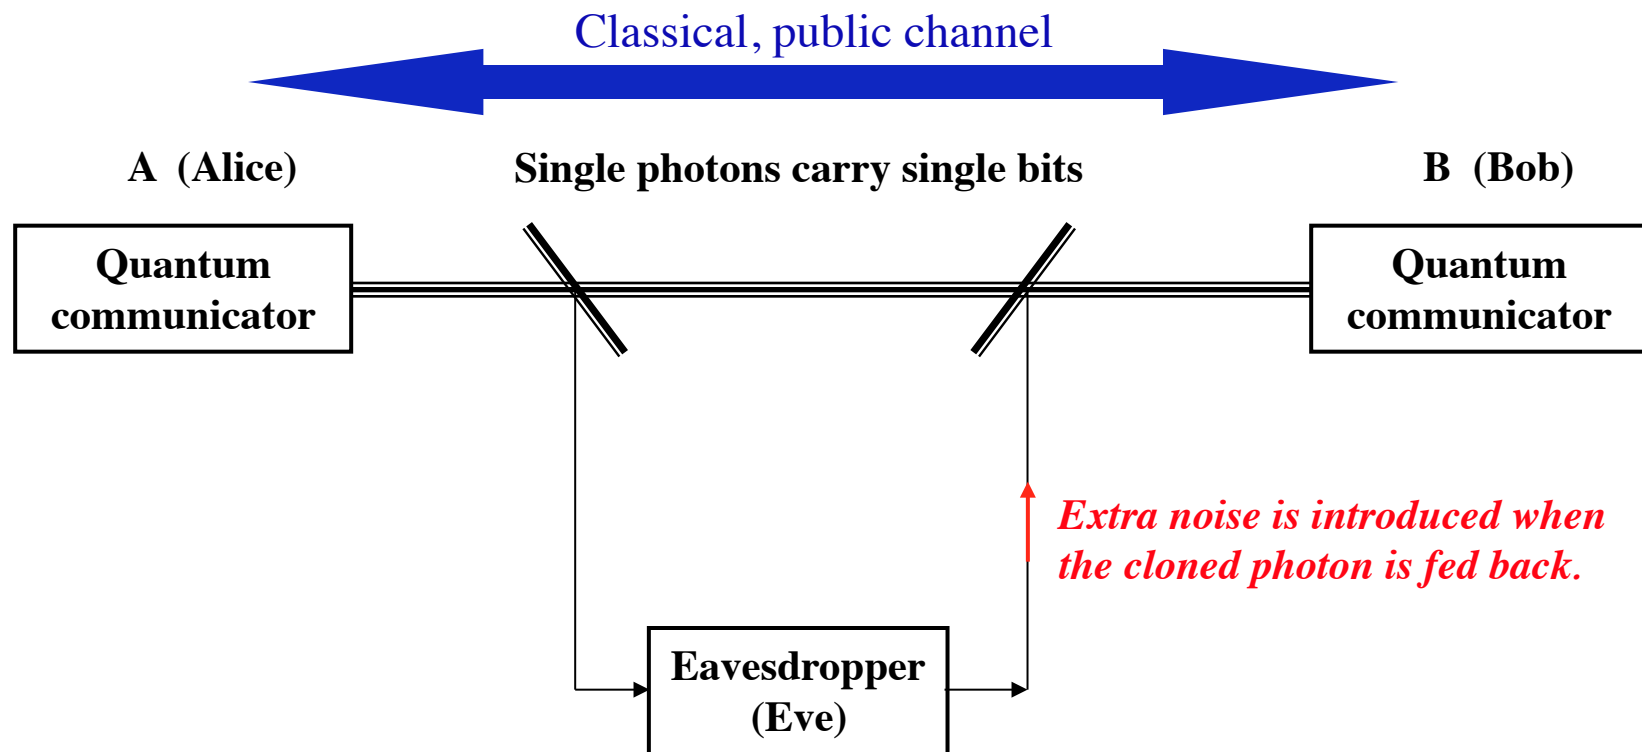 Classical, public channel
A (Alice)
Single photons carry single bits
B (Bob)
Quantum
communicator
Quantum
communicator
Extra noise is introduced when
the cloned photon is fed back.
Eavesdropper
(Eve)